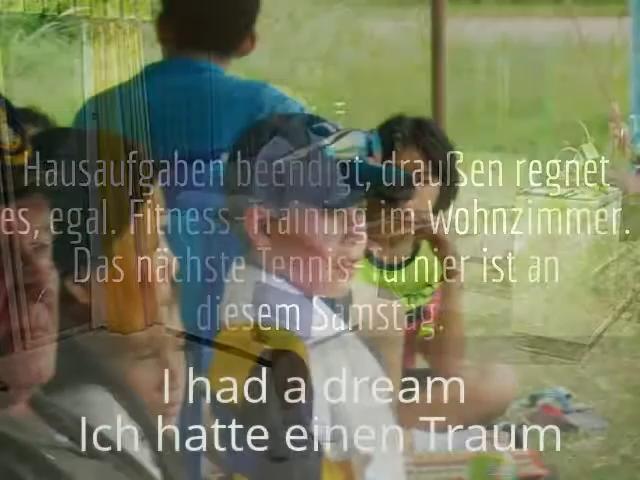 Hausaufgaben beendigt, draußen regnet
es, egal. Fitness-Training im Wohnzimmer.
Das nächste Tennis-Turnier ist an
diesem Samstag.
I had a dream
Ich hatte einen Traum